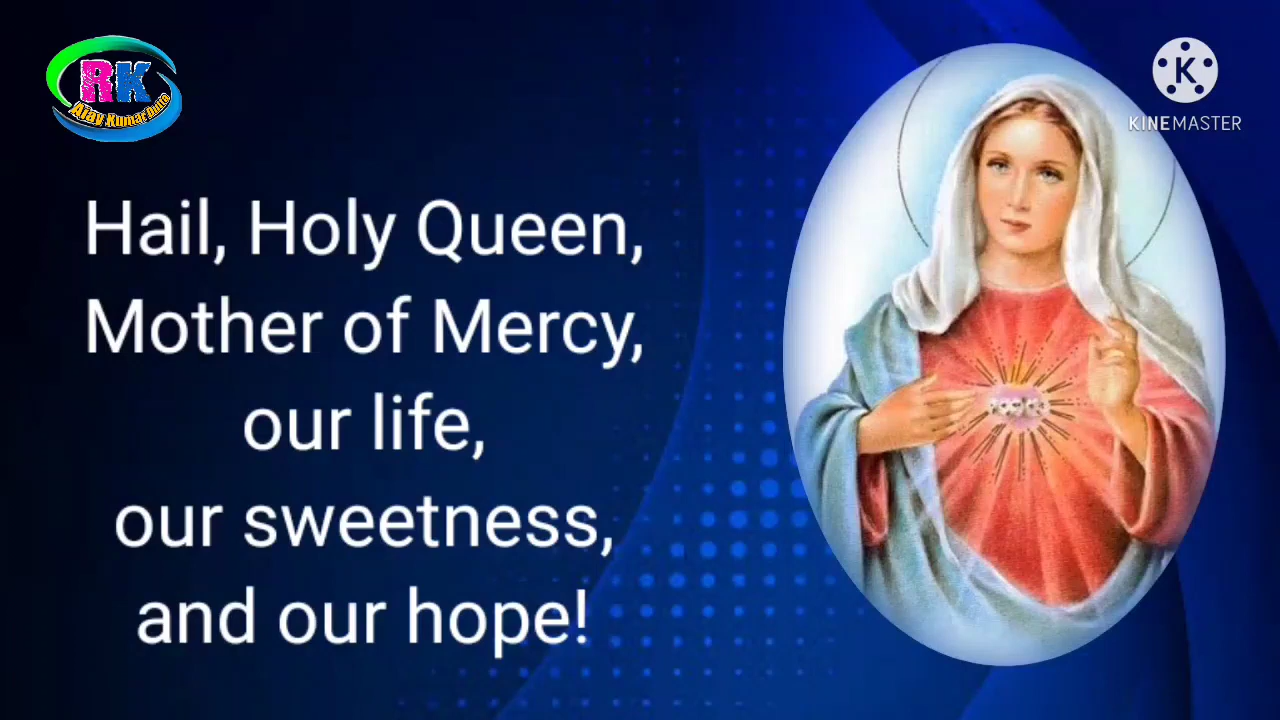 RK
Ajay Kumar Dutta
K
KINEMASTER
Hail, Holy Queen,
Mother of Mercy,
our life,
our sweetness,
and our hope!